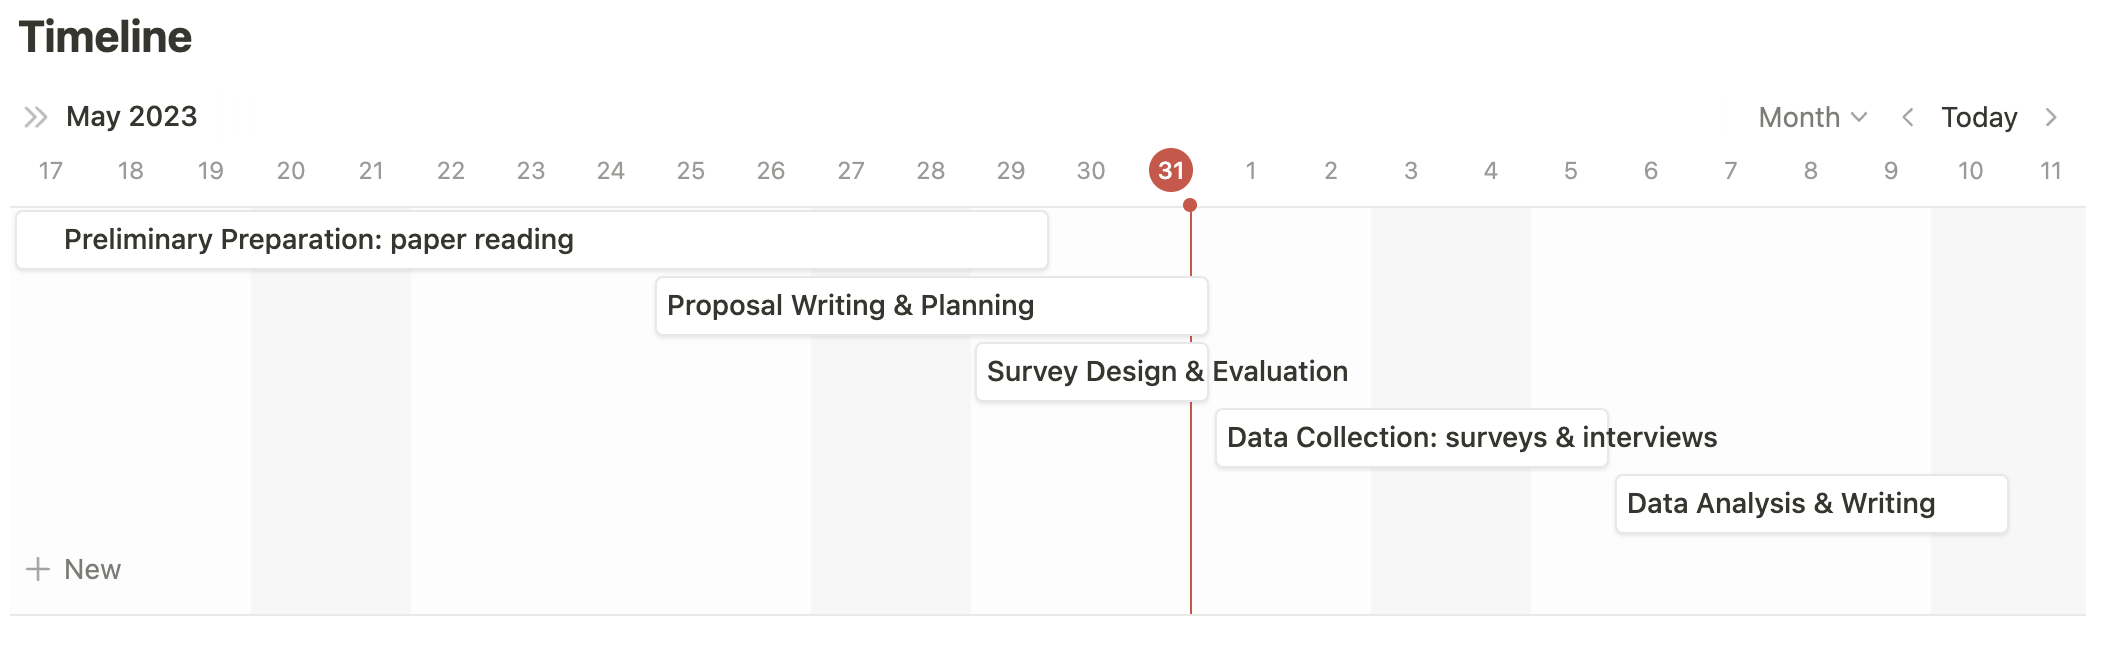 Timeline
May 2023 Month Today
17 18 19 20 21 22 23 24 25 26 27 28 29 30 31 1 2 3 4 5 6 7 8 9 10 11
Preliminary Preparation: paper reading
Proposal Writing & Planning
Survey Design & Evaluation
Data Collection: surveys & interviews
Data Analysis & Writing
New